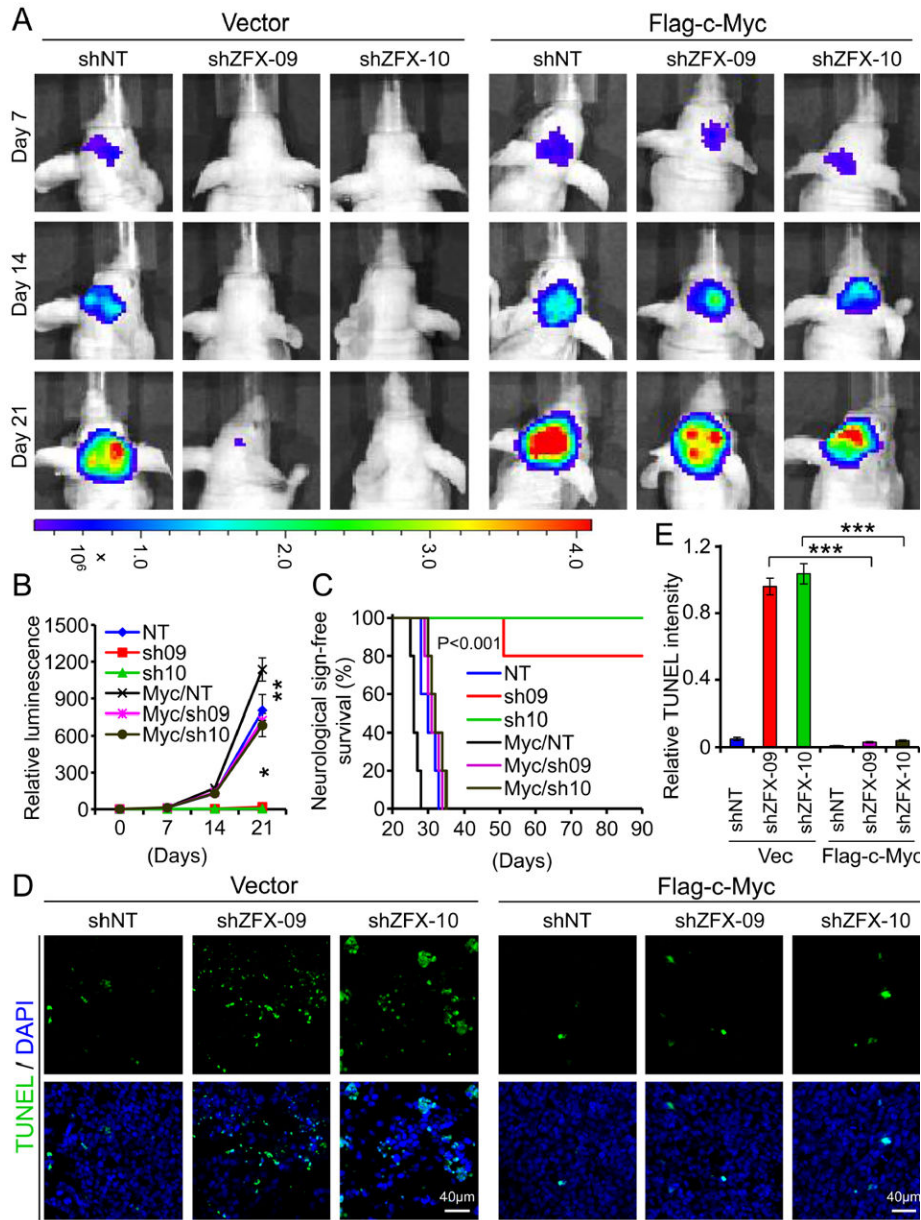 A
Vector
Flag-c-Myc
shNT
shZFX-09
shZFX-10
shNT
shZFX-09
shZFX-10
Day 7
Day 14
Day 21
10⁶ ×
1.0
2.0
3.0
4.0
B
Relative luminescence
1500
1200
900
600
300
0
NT
sh09
sh10
Myc/NT
Myc/sh09
Myc/sh10
**
*
0 7 14 21
(Days)
C
Neurological sign-free
survival (%)
100
80
60
40
20
0
P<0.001
NT
sh09
sh10
Myc/NT
Myc/sh09
Myc/sh10
20 30 40 50 60 70 80 90
(Days)
E
Relative TUNEL intensity
1.2
0.8
0.4
0
***
***
shNT
shZFX-09
shZFX-10
shNT
shZFX-09
shZFX-10
Vec
Flag-c-Myc
D
Vector
Flag-c-Myc
shNT
shZFX-09
shZFX-10
shNT
shZFX-09
shZFX-10
TUNEL / DAPI
40μm
40μm